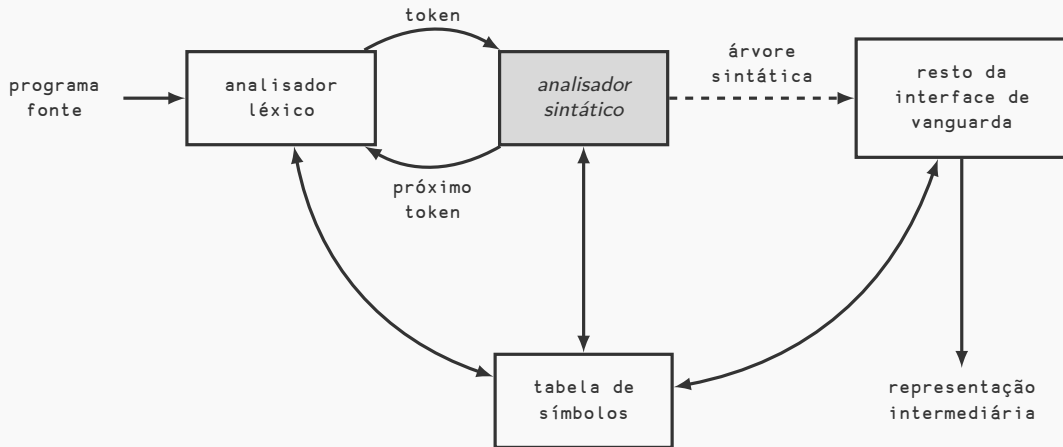 token
programa
fonte
analisador
léxico
analisador
sintático
árvore
sintática
resto da
interface de
vanguarda
próximo
token
tabela de
símbolos
representação
intermediária